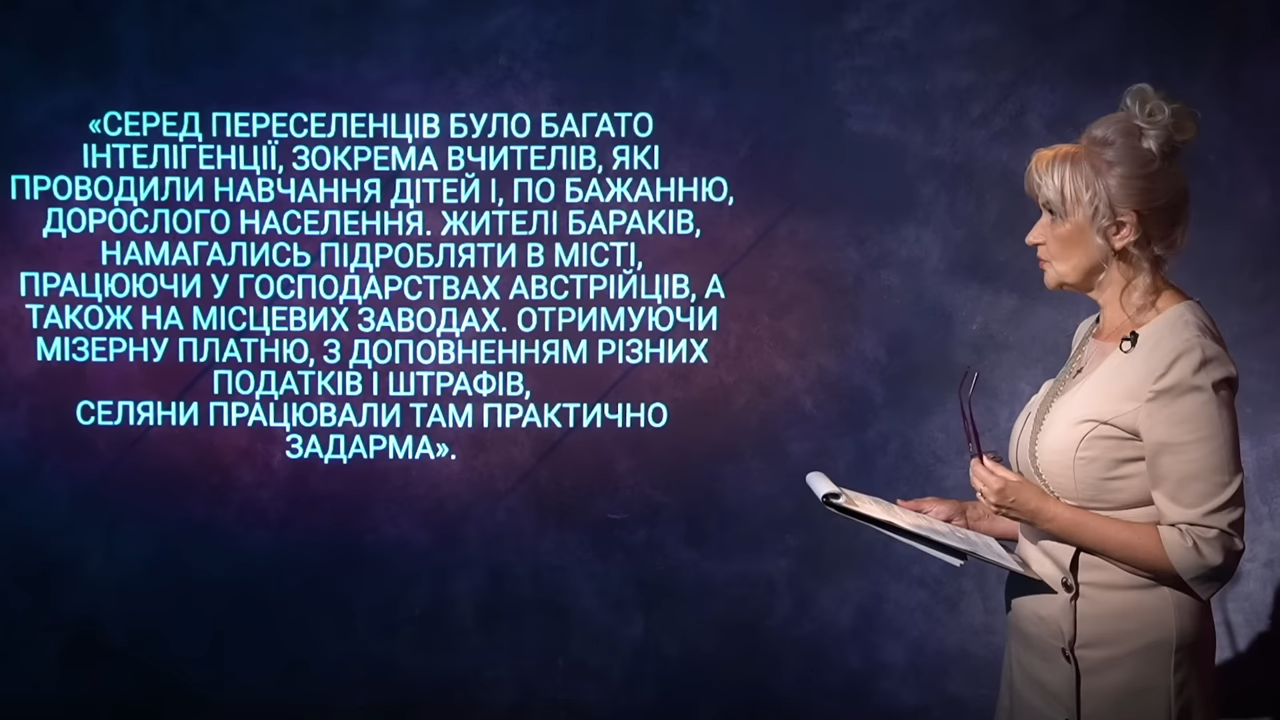 «СЕРЕД ПЕРЕСЕЛЕНЦІВ БУЛО БАГАТО
ІНТЕЛІГЕНЦІЇ, ЗОКРЕМА ВЧИТЕЛІВ, ЯКІ
ПРОВОДИЛИ НАВЧАННЯ ДІТЕЙ І, ПО БАЖАННЮ,
ДОРОСЛОГО НАСЕЛЕННЯ. ЖИТЕЛІ БАРАКІВ,
НАМАГАЛИСЬ ПІДРОБЛЯТИ В МІСТІ,
ПРАЦЮЮЧИ У ГОСПОДАРСТВАХ АВСТРІЙЦІВ, А
ТАКОЖ НА МІСЦЕВИХ ЗАВОДАХ. ОТРИМУЮЧИ
МІЗЕРНУ ПЛАТНЮ, З ДОПОВНЕННЯМ РІЗНИХ
ПОДАТКІВ І ШТРАФІВ,
СЕЛЯНИ ПРАЦЮВАЛИ ТАМ ПРАКТИЧНО
ЗАДАРМА».